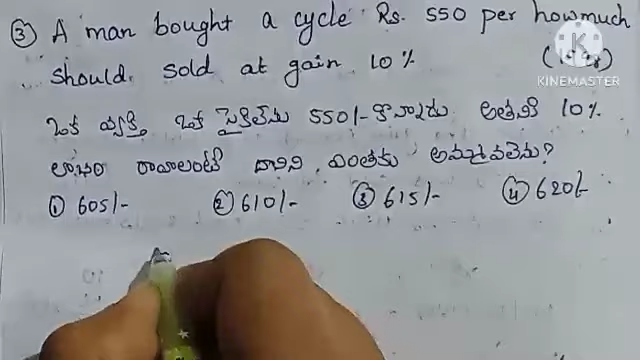 ③ A man bought a cycle Rs. 550 per howmuch
should sold at gain 10%
ఒక వ్యక్తి ఒక సైకిల్‌ను 550/- కొన్నాడు అతనికి 10%
లాభం రావాలంటే దానిని ఎంతకు అమ్మవలెను?
① 605/- ② 610/- ③ 615/- ④ 620/-
KINEMASTER